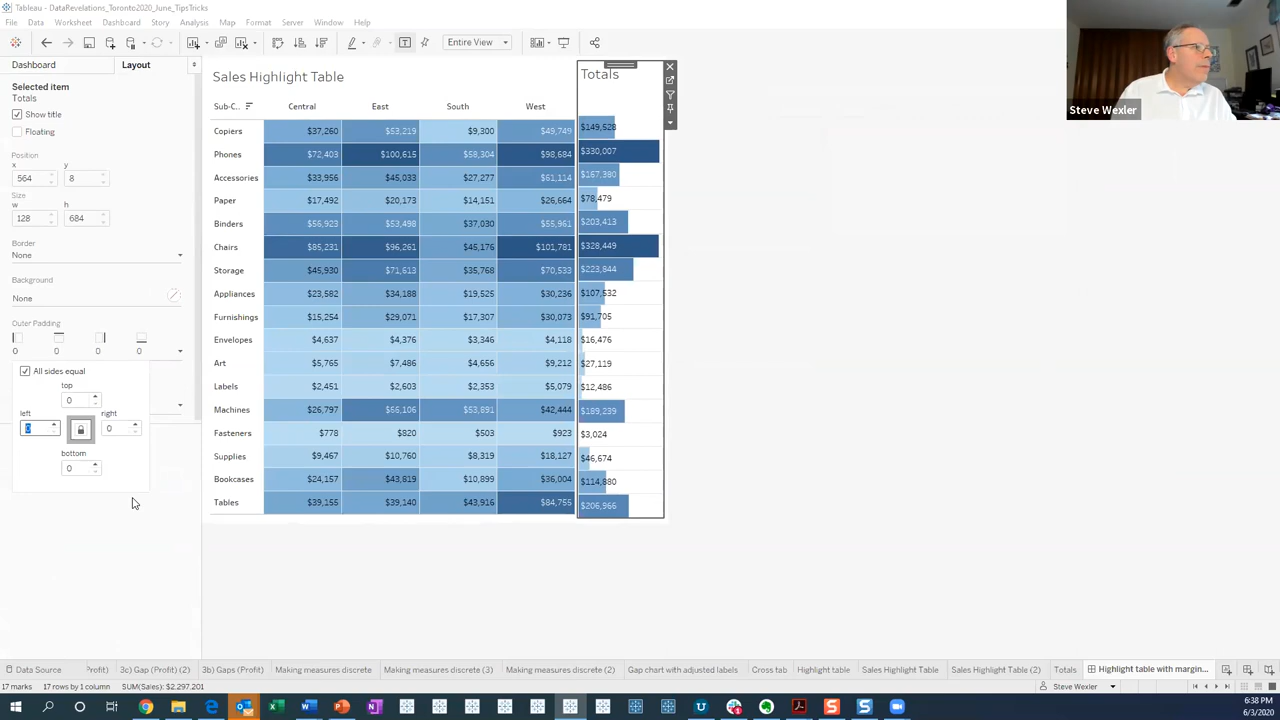 Tableau - DataRevelations_Toronto2020_June_TipsTricks
File Data Worksheet Dashboard Story Analysis Map Format Server Window Help
Entire View
Dashboard Layout
Selected item
Totals
Show title
Floating
Position
x y
564 8
Size
w h
128 684
Border
None
Background
None
Outer Padding
0 0 0 0
All sides equal
top
0
left right
0 0
bottom
0
Sales Highlight Table Totals
Sub-C.. Central East South West
Copiers $37,260 $53,219 $9,300 $49,749 $149,528
Phones $72,403 $100,615 $58,304 $98,684 $330,007
Accessories $33,956 $45,033 $27,277 $61,114 $167,380
Paper $17,492 $20,173 $14,151 $26,664 $78,479
Binders $56,923 $53,498 $37,030 $55,961 $203,413
Chairs $85,231 $96,261 $45,176 $101,781 $328,449
Storage $45,930 $71,613 $35,768 $70,533 $223,844
Appliances $23,582 $34,188 $19,525 $30,236 $107,532
Furnishings $15,254 $29,071 $17,307 $30,073 $91,705
Envelopes $4,637 $4,376 $3,346 $4,118 $16,476
Art $5,765 $7,486 $4,656 $9,212 $27,119
Labels $2,451 $2,603 $2,353 $5,079 $12,486
Machines $26,797 $66,106 $53,891 $42,444 $189,239
Fasteners $778 $820 $503 $923 $3,024
Supplies $9,467 $10,760 $8,319 $18,127 $46,674
Bookcases $24,157 $43,819 $10,899 $36,004 $114,880
Tables $39,155 $39,140 $43,916 $84,755 $206,966
Steve Wexler
Data Source Profit) 3c) Gap (Profit) (2) 3b) Gaps (Profit) Making measures discrete Making measures discrete (3) Making measures discrete (2) Gap chart with adjusted labels Cross tab Highlight table Sales Highlight Table Sales Highlight Table (2) Totals Highlight table with margin...
17 marks 17 rows by 1 column SUM(Sales): $2,297,201 Steve Wexler
6:38 PM
6/3/2020